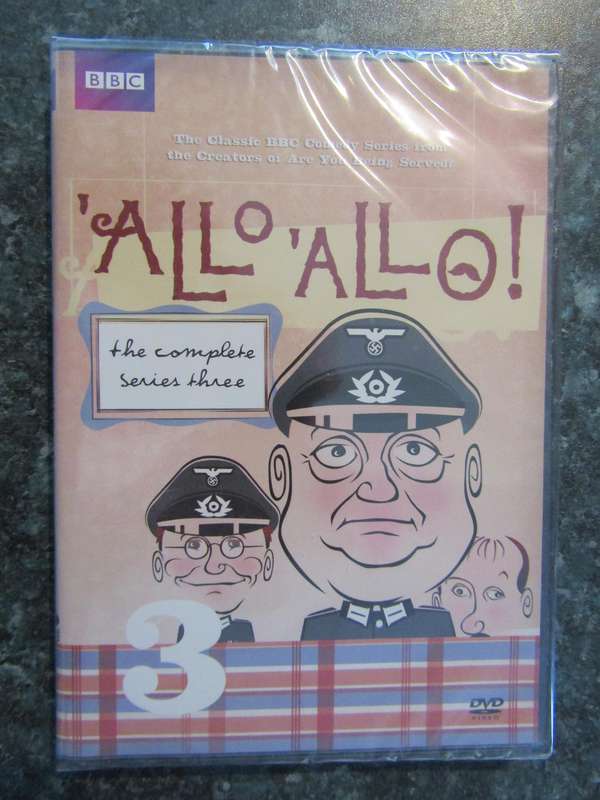 BBC
The Classic BBC Comedy Series from
the Creators of Are You Being Served?
'ALLO 'ALLO!
the complete
series three
3
DVD
VIDEO